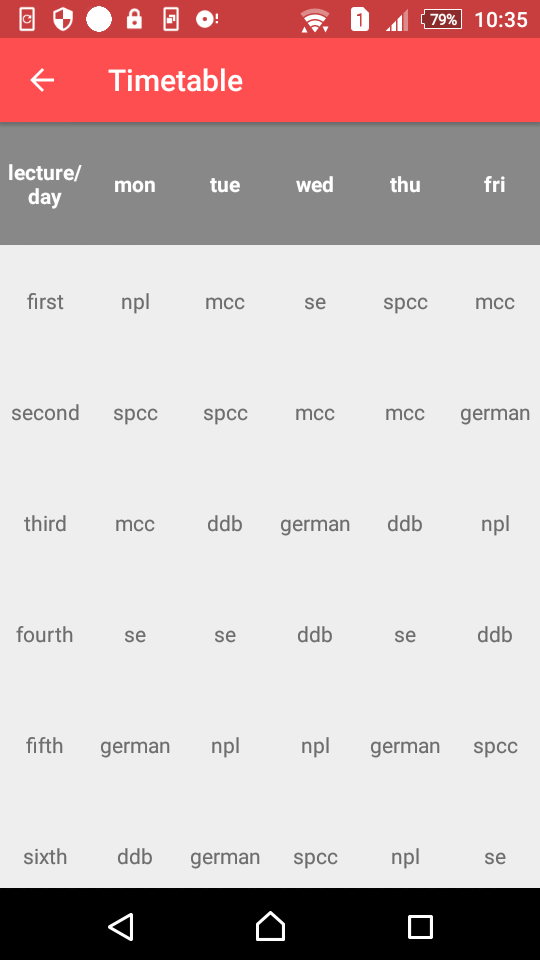 1 79% 10:35
Timetable
lecture/ day mon tue wed thu fri
first npl mcc se spcc mcc
second spcc spcc mcc mcc german
third mcc ddb german ddb npl
fourth se se ddb se ddb
fifth german npl npl german spcc
sixth ddb german spcc npl se